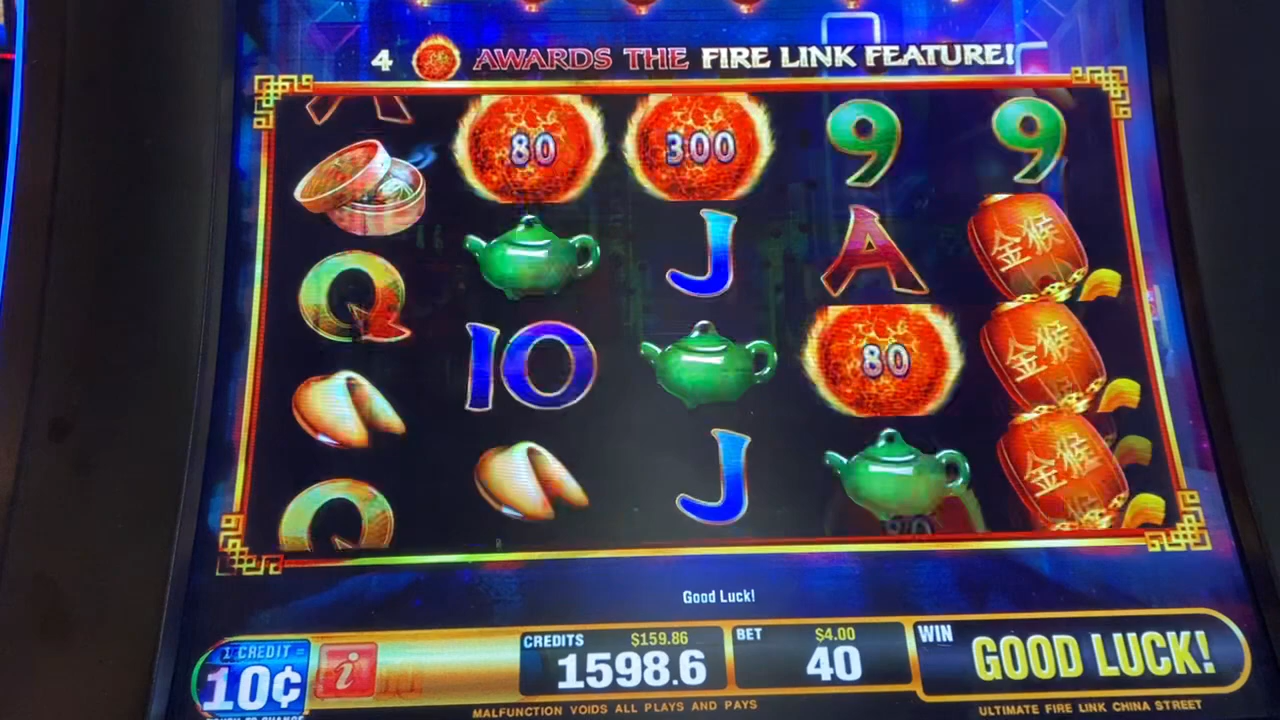 4 AWARDS THE FIRE LINK FEATURE!
80 300 9 9
J A 金猴
Q 金猴
10 80
金猴
J
Q
Good Luck!
1 CREDIT =
10¢
i
CREDITS $159.86
1598.6
BET $4.00
40
WIN GOOD LUCK!
MALFUNCTION VOIDS ALL PLAYS AND PAYS
ULTIMATE FIRE LINK CHINA STREET